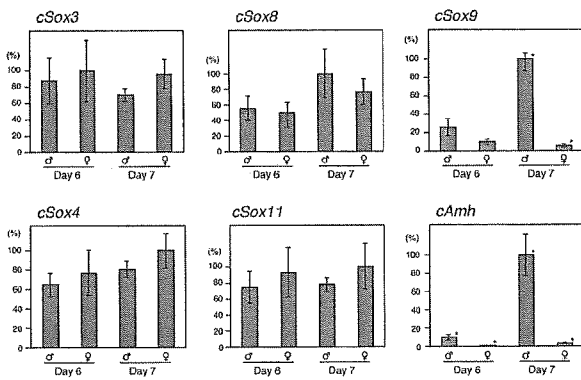 cSox3
(%)
100
80
60
40
20
0
♂ ♀ ♂ ♀
Day 6 Day 7
cSox8
(%)
100
80
60
40
20
0
♂ ♀ ♂ ♀
Day 6 Day 7
cSox9
(%)
100
80
60
40
20
0
* *
♂ ♀ ♂ ♀
Day 6 Day 7
cSox4
(%)
100
80
60
40
20
0
♂ ♀ ♂ ♀
Day 6 Day 7
cSox11
(%)
100
80
60
40
20
0
♂ ♀ ♂ ♀
Day 6 Day 7
cAmh
(%)
100
80
60
40
20
0
* * * *
♂ ♀ ♂ ♀
Day 6 Day 7